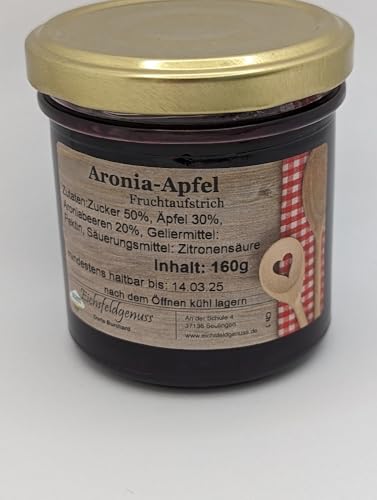 Aronia-Apfel
Fruchtaufstrich
Zutaten:Zucker 50%, Äpfel 30%,
Aroniabeeren 20%, Geliermittel:
Pektin, Säuerungsmittel: Zitronensäure
Inhalt: 160g
mindestens haltbar bis: 14.03.25
nach dem Öffnen kühl lagern
Eichsfeldgenuss
Burchard
An der Schule 4
37136 Seulingen
www.eichsfeldgenuss.de